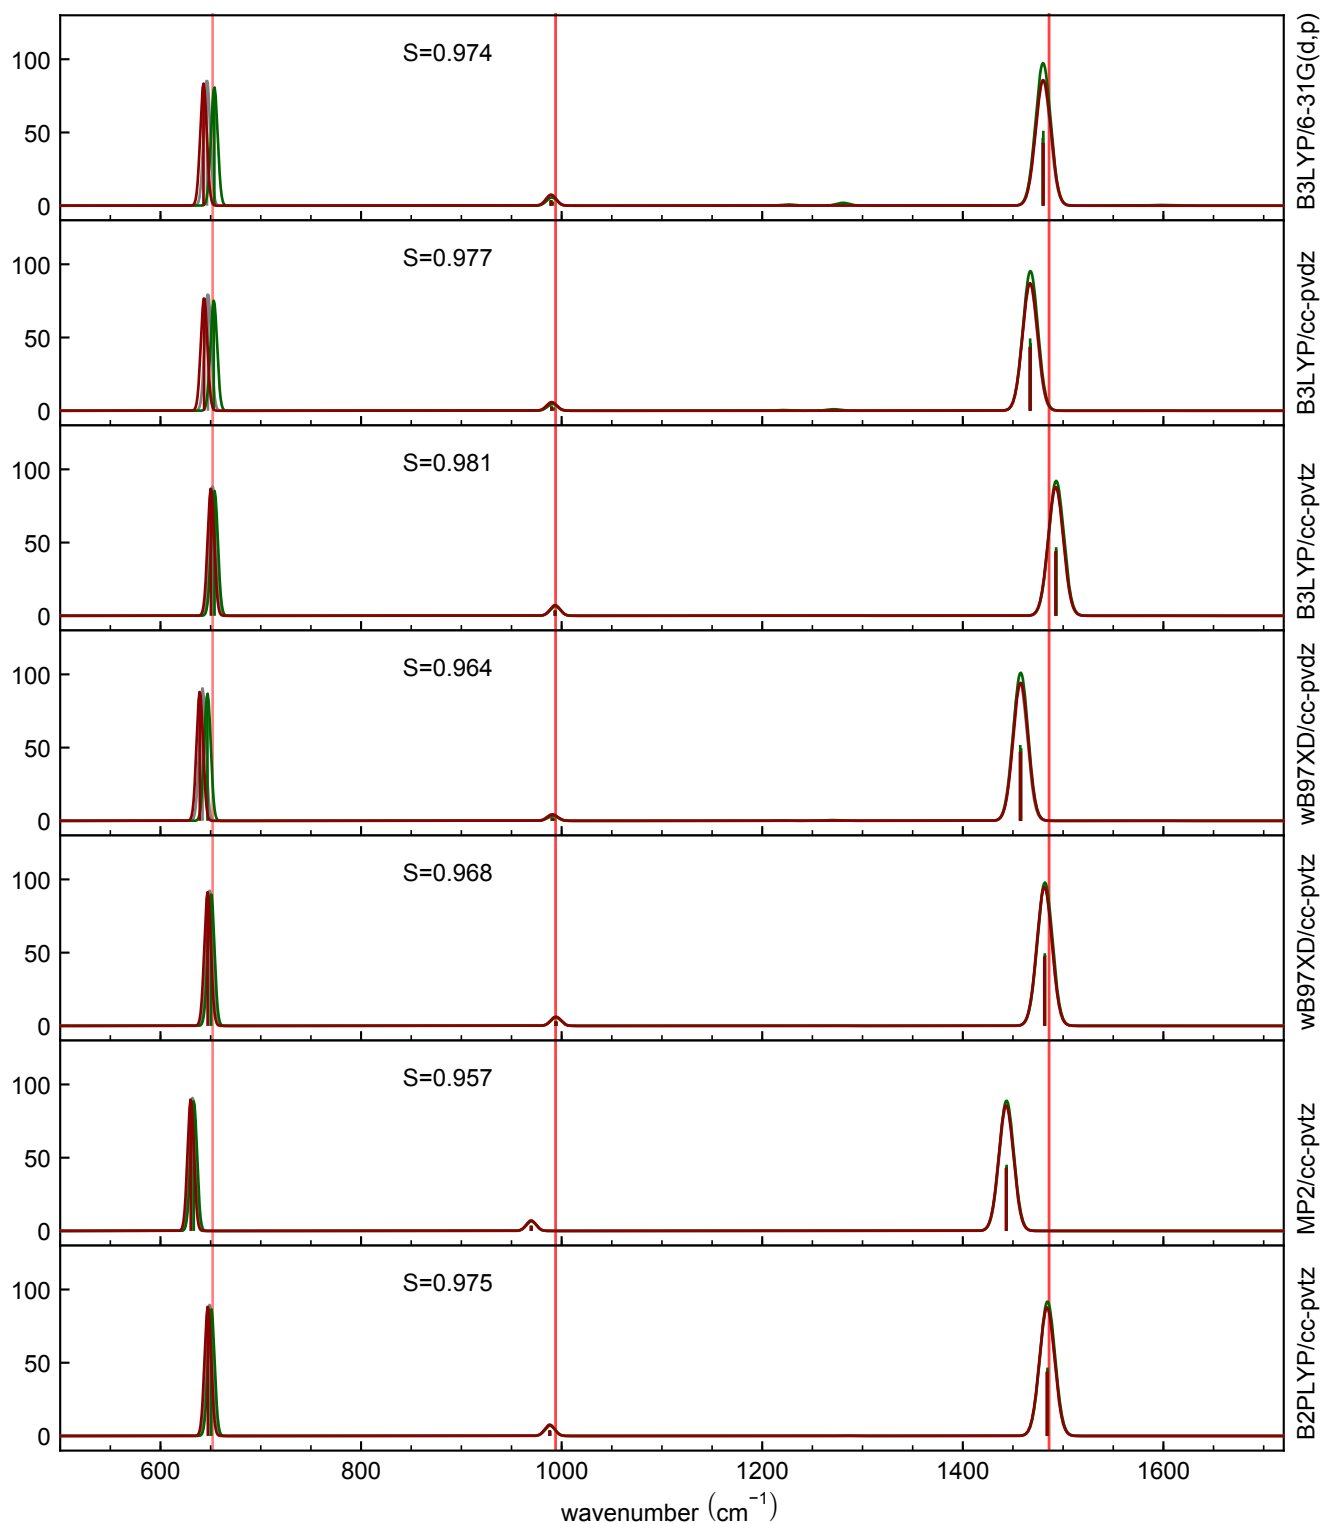 100
50
0
S=0.974
B3LYP/6-31G(d,p)
100
50
0
S=0.977
B3LYP/cc-pvdz
100
50
0
S=0.981
B3LYP/cc-pvtz
100
50
0
S=0.964
wB97XD/cc-pvdz
100
50
0
S=0.968
wB97XD/cc-pvtz
100
50
0
S=0.957
MP2/cc-pvtz
100
50
0
S=0.975
B2PLYP/cc-pvtz
600 800 1000 1200 1400 1600
wavenumber (cm⁻¹)